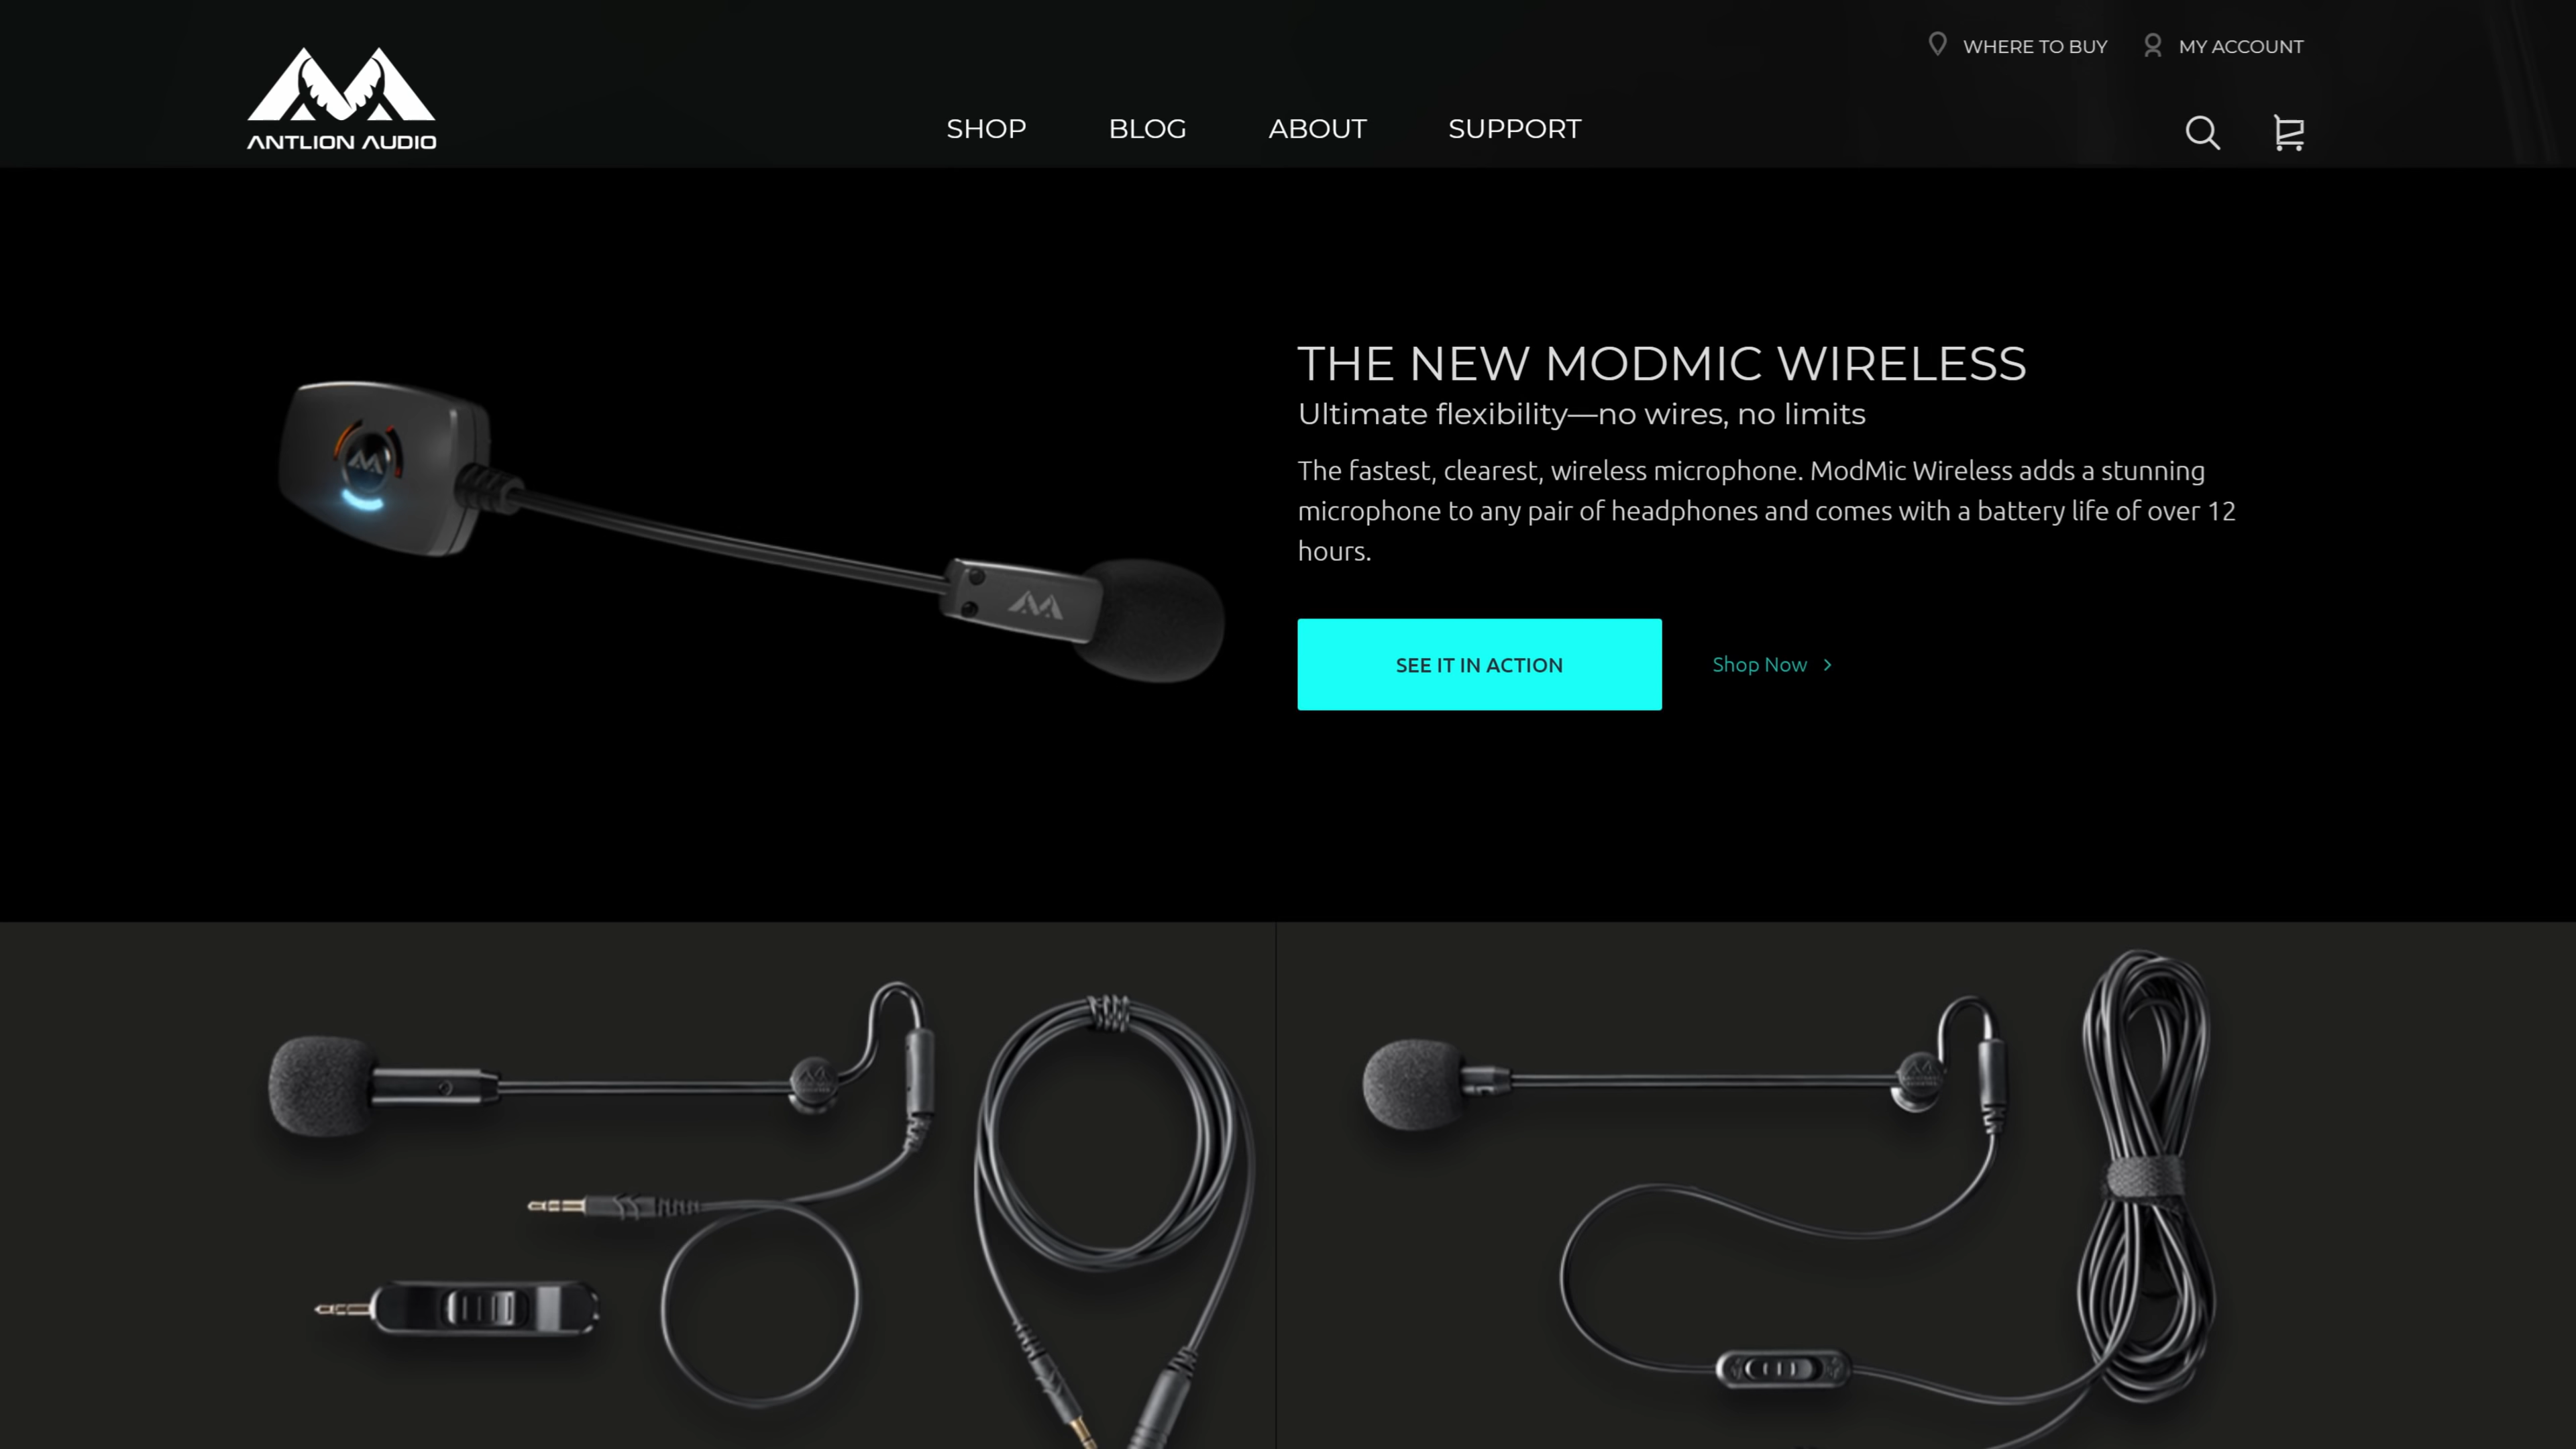 WHERE TO BUY
MY ACCOUNT
ANTLION AUDIO
SHOP
BLOG
ABOUT
SUPPORT
THE NEW MODMIC WIRELESS
Ultimate flexibility—no wires, no limits
The fastest, clearest, wireless microphone. ModMic Wireless adds a stunning
microphone to any pair of headphones and comes with a battery life of over 12
hours.
SEE IT IN ACTION
Shop Now